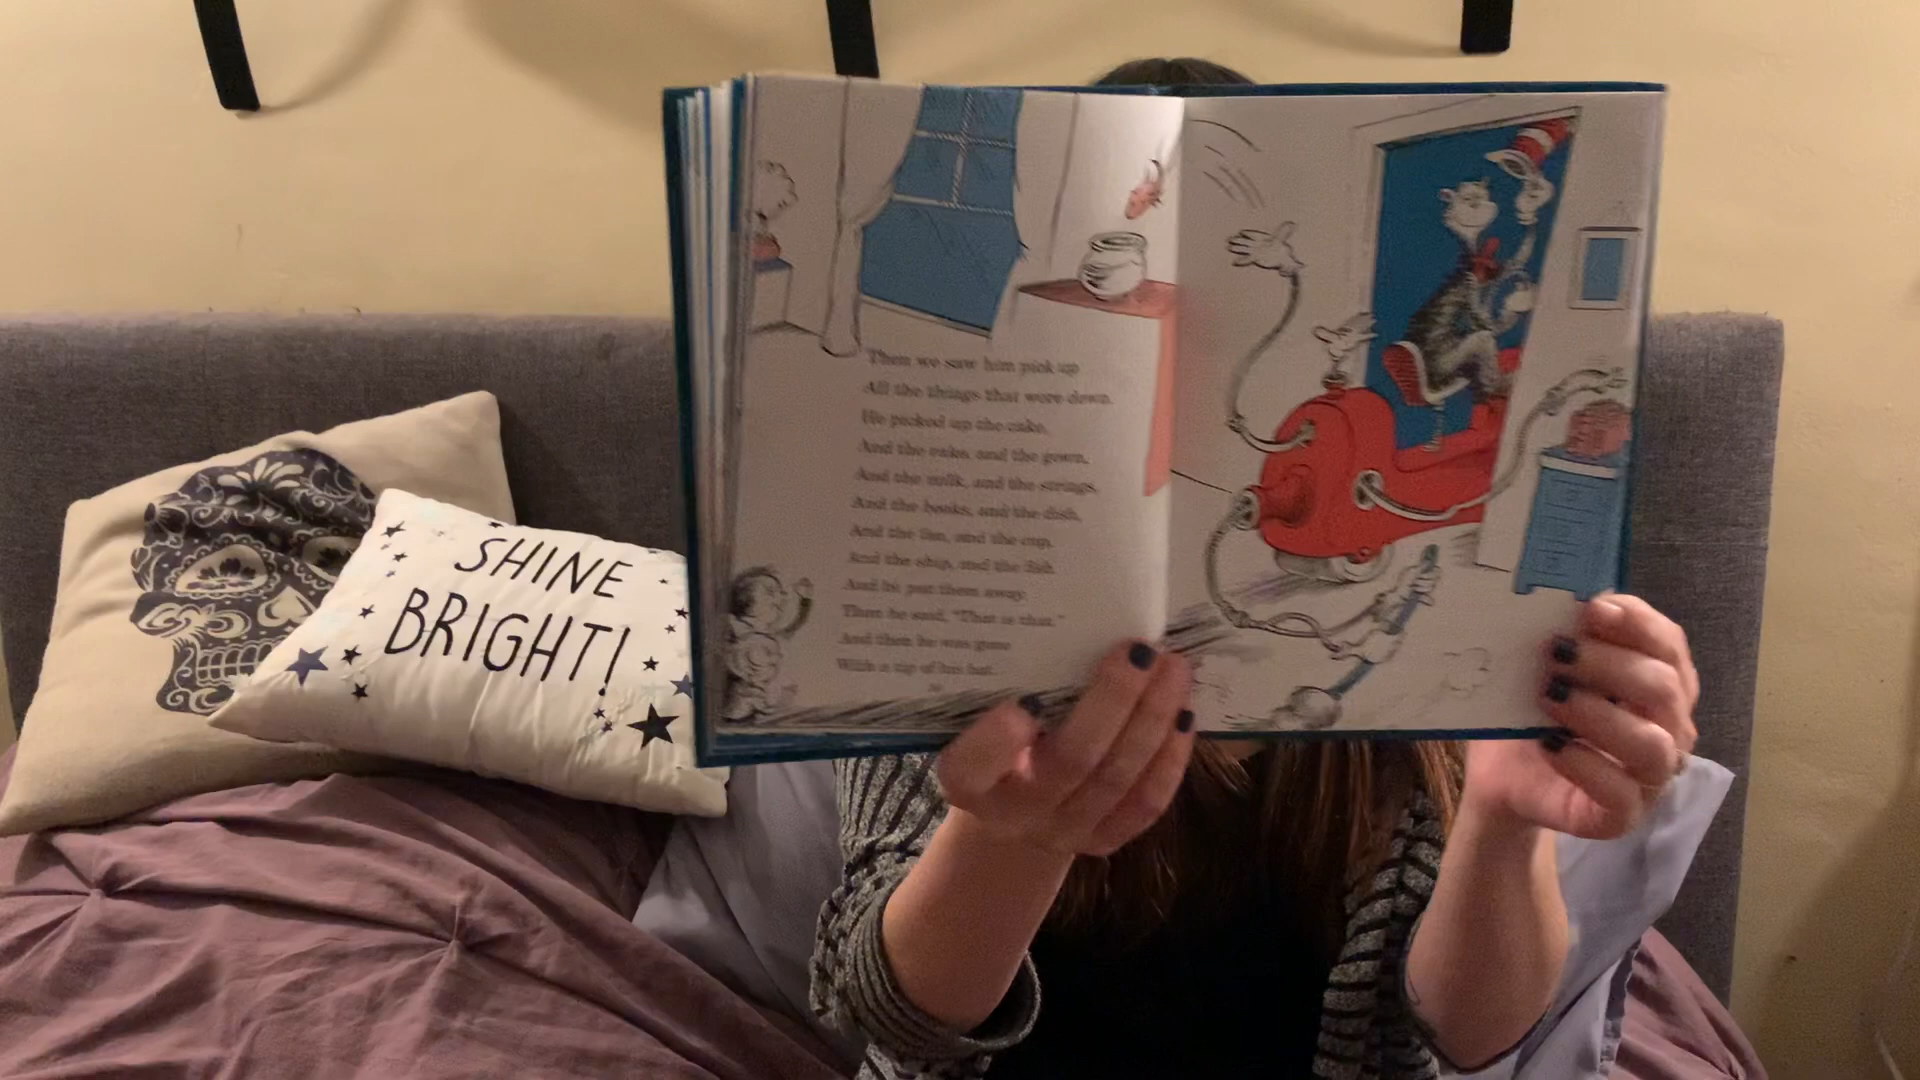 Then we saw him pick up
All the things that were down.
He picked up the cake,
And the rake, and the gown,
And the milk, and the strings,
And the books, and the dish,
And the fan, and the cup,
And the ship, and the fish.
And he put them away.
Then he said, "That is that."
And then he was gone
With a tip of his hat.
SHINE
BRIGHT!